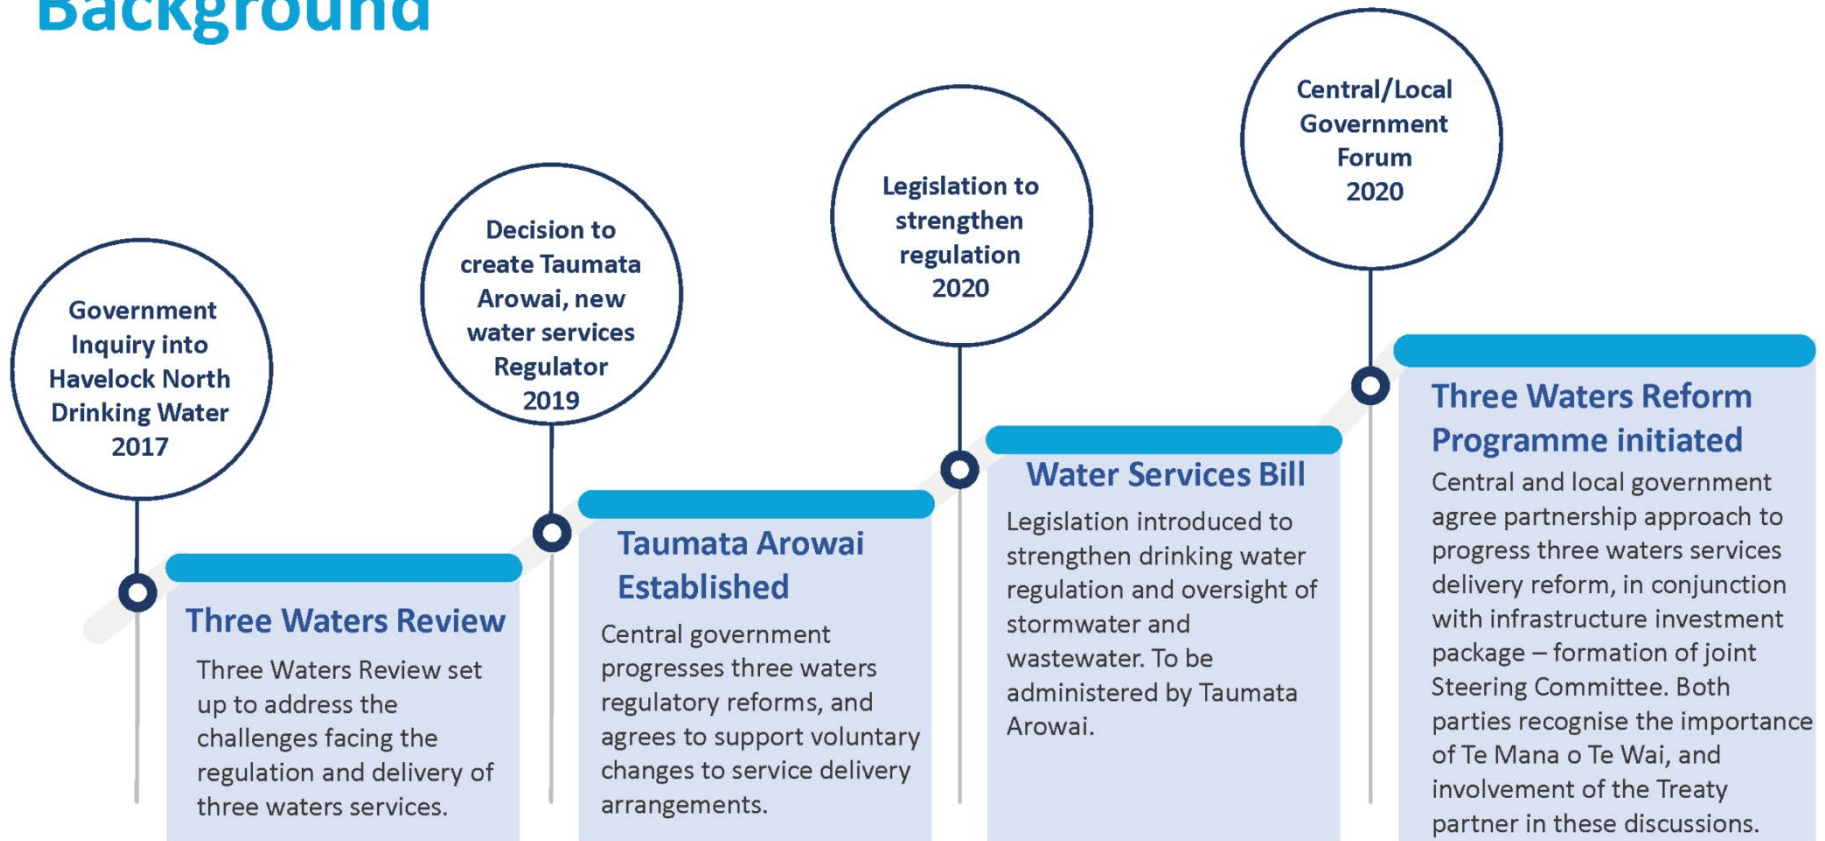 Background
Government
Inquiry into
Havelock North
Drinking Water
2017
Three Waters Review
Three Waters Review set
up to address the
challenges facing the
regulation and delivery of
three waters services.
Decision to
create Taumata
Arowai, new
water services
Regulator
2019
Taumata Arowai
Established
Central government
progresses three waters
regulatory reforms, and
agrees to support voluntary
changes to service delivery
arrangements.
Legislation to
strengthen
regulation
2020
Water Services Bill
Legislation introduced to
strengthen drinking water
regulation and oversight of
stormwater and
wastewater. To be
administered by Taumata
Arowai.
Central/Local
Government
Forum
2020
Three Waters Reform
Programme initiated
Central and local government
agree partnership approach to
progress three waters services
delivery reform, in conjunction
with infrastructure investment
package – formation of joint
Steering Committee. Both
parties recognise the importance
of Te Mana o Te Wai, and
involvement of the Treaty
partner in these discussions.